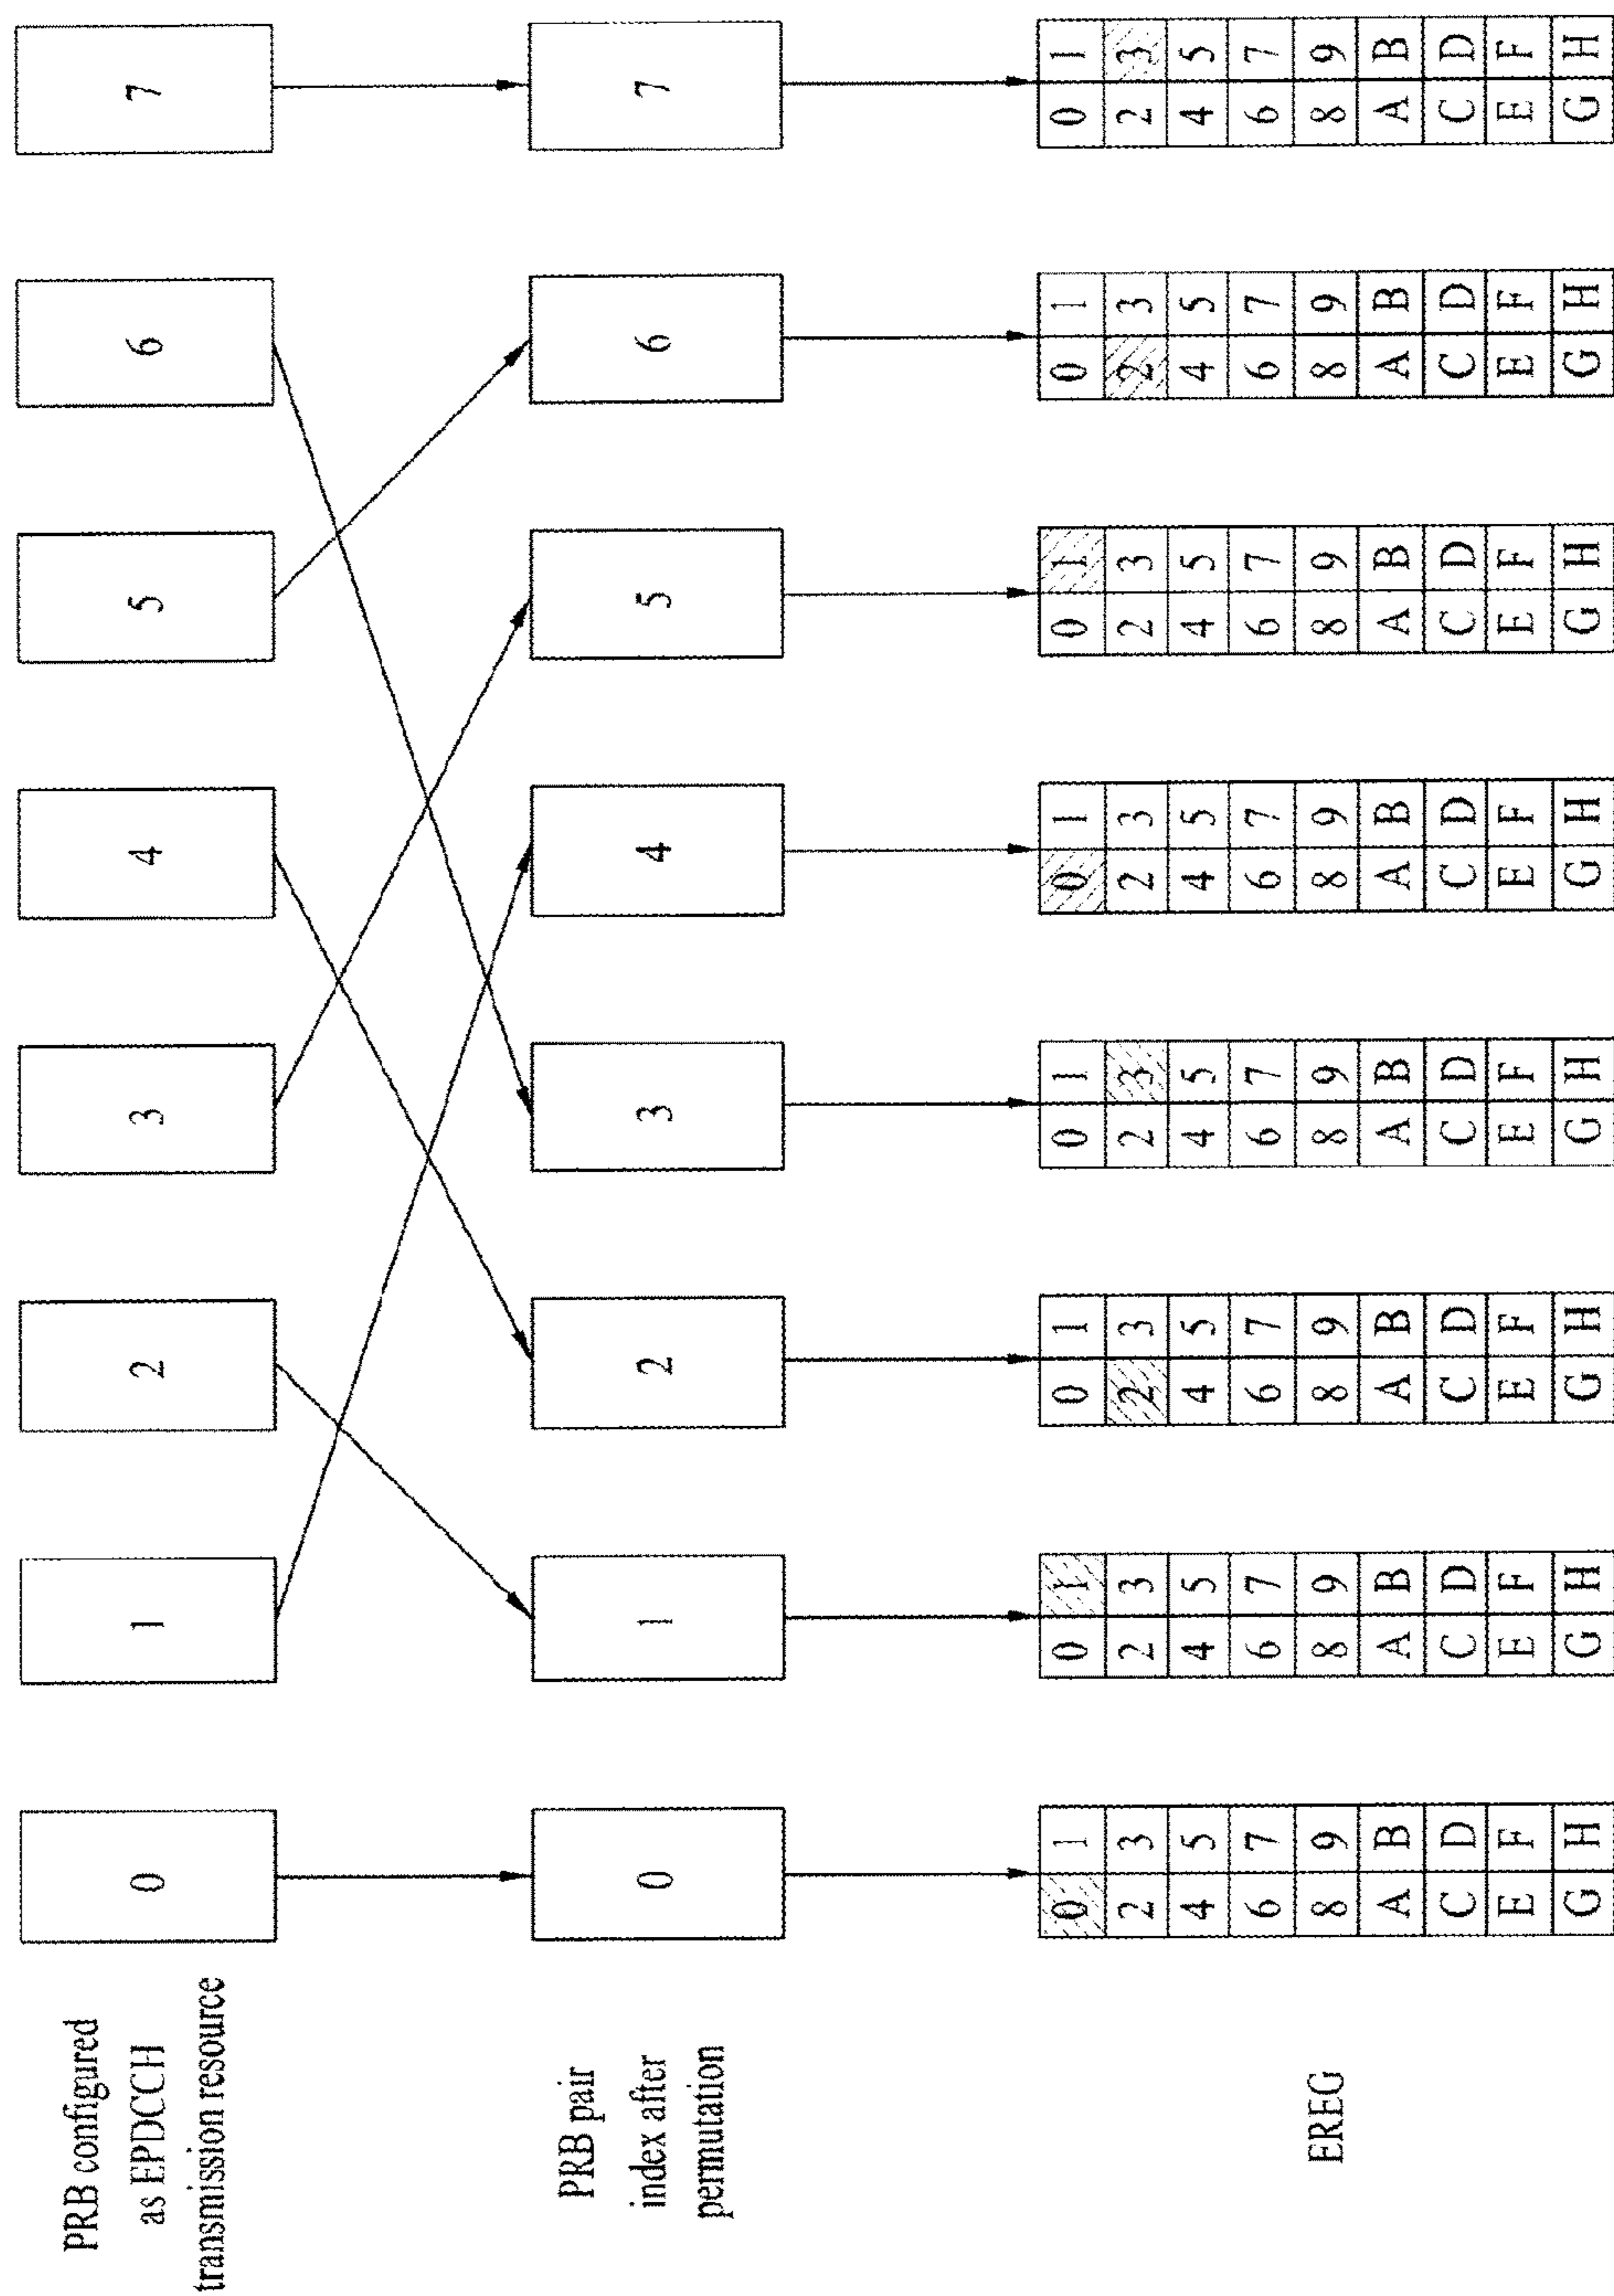 PRB configured
as EPDCCH
transmission resource
0 1 2 3 4 5 6 7
PRB pair
index after
permutation
0 1 2 3 4 5 6 7
EREG
0 1 0 1 0 1 0 1 0 1 0 1 0 1 0 1
2 3 2 3 2 3 2 3 2 3 2 3 2 3 2 3
4 5 4 5 4 5 4 5 4 5 4 5 4 5 4 5
6 7 6 7 6 7 6 7 6 7 6 7 6 7 6 7
8 9 8 9 8 9 8 9 8 9 8 9 8 9 8 9
A B A B A B A B A B A B A B A B
C D C D C D C D C D C D C D C D
E F E F E F E F E F E F E F E F
G H G H G H G H G H G H G H G H